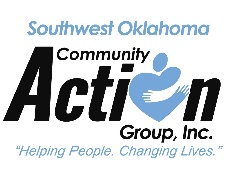 Southwest Oklahoma
Community
Action
Group, Inc.
"Helping People. Changing Lives."